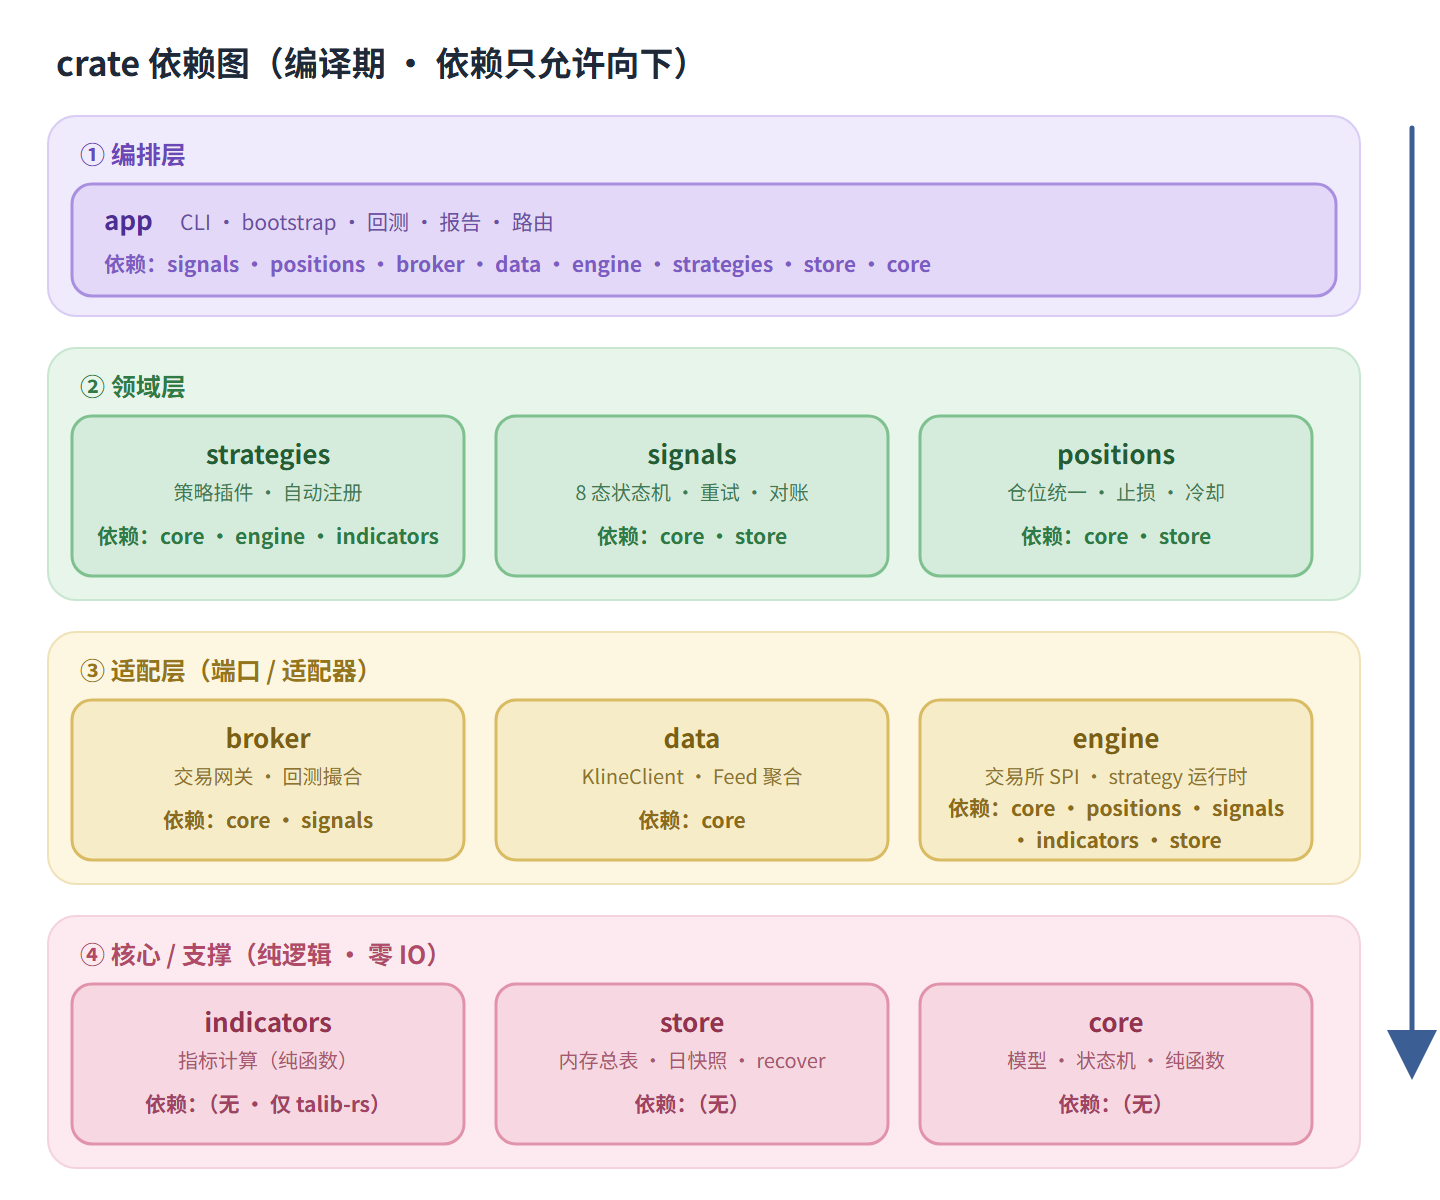 crate 依赖图（编译期 · 依赖只允许向下）
① 编排层
app CLI · bootstrap · 回测 · 报告 · 路由
依赖：signals · positions · broker · data · engine · strategies · store · core
② 领域层
strategies
策略插件 · 自动注册
依赖：core · engine · indicators
signals
8 态状态机 · 重试 · 对账
依赖：core · store
positions
仓位统一 · 止损 · 冷却
依赖：core · store
③ 适配层（端口 / 适配器）
broker
交易网关 · 回测撮合
依赖：core · signals
data
KlineClient · Feed 聚合
依赖：core
engine
交易所 SPI · strategy 运行时
依赖：core · positions · signals
· indicators · store
④ 核心 / 支撑（纯逻辑 · 零 IO）
indicators
指标计算（纯函数）
依赖：（无 · 仅 talib-rs）
store
内存总表 · 日快照 · recover
依赖：（无）
core
模型 · 状态机 · 纯函数
依赖：（无）